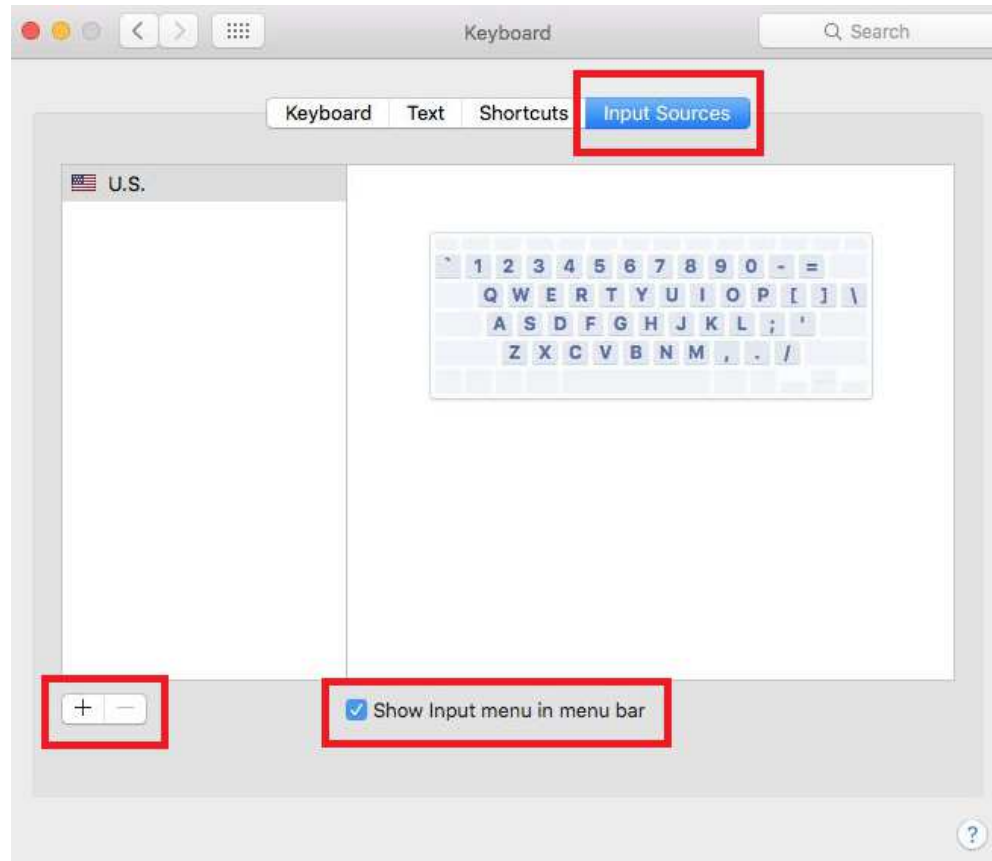 Keyboard
Search
Keyboard Text Shortcuts Input Sources
U.S.
` 1 2 3 4 5 6 7 8 9 0 - =
Q W E R T Y U I O P [ ] \
A S D F G H J K L ; '
Z X C V B N M , . /
+ −
Show Input menu in menu bar
?